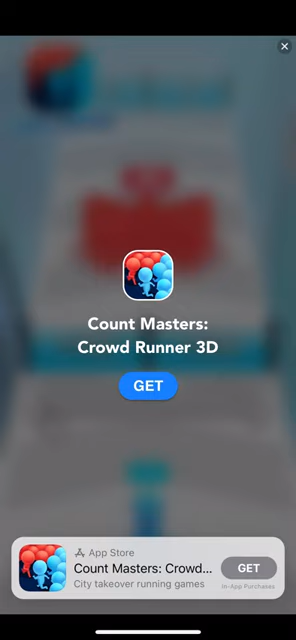 Count Masters:
Crowd Runner 3D
GET
App Store
Count Masters: Crowd...
City takeover running games
GET
In-App Purchases